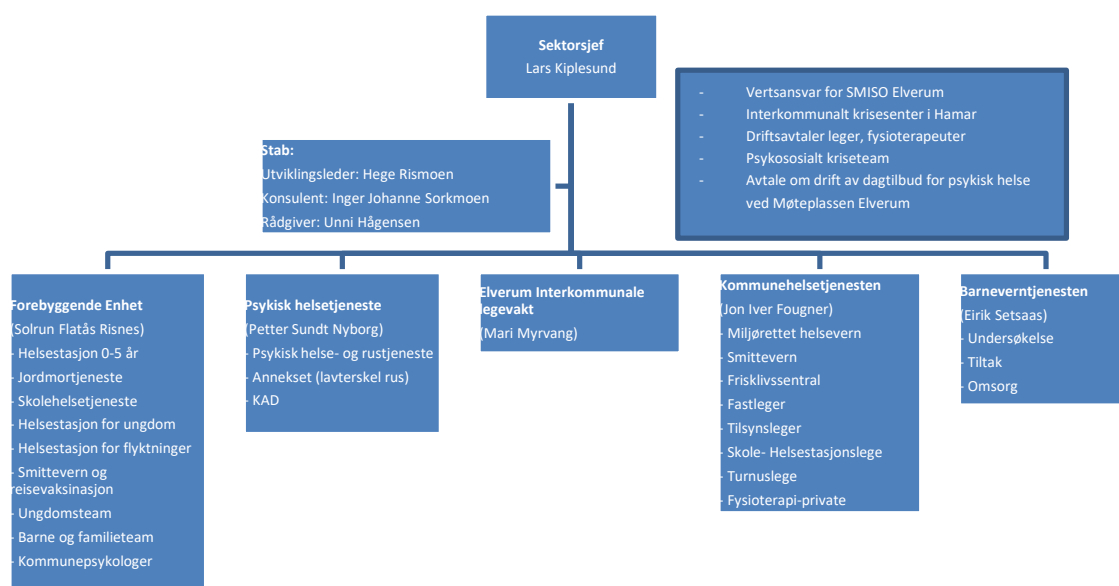 Sektorsjef
Lars Kiplesund
- Vertsansvar for SMISO Elverum
- Interkommunalt krisesenter i Hamar
- Driftsavtaler leger, fysioterapeuter
- Psykososialt kriseteam
- Avtale om drift av dagtilbud for psykisk helse
ved Møteplassen Elverum
Stab:
Utviklingsleder: Hege Rismoen
Konsulent: Inger Johanne Sorkmoen
Rådgiver: Unni Hågensen
Forebyggende Enhet
(Solrun Flatås Risnes)
- Helsestasjon 0-5 år
- Jordmortjeneste
- Skolehelsetjeneste
- Helsestasjon for ungdom
- Helsestasjon for flyktninger
- Smittevern og
reisevaksinasjon
- Ungdomsteam
- Barne og familieteam
- Kommunepsykologer
Psykisk helsetjeneste
(Petter Sundt Nyborg)
- Psykisk helse- og rustjeneste
- Annekset (lavterskel rus)
- KAD
Elverum Interkommunale
legevakt
(Mari Myrvang)
Kommunehelsetjenesten
(Jon Iver Fougner)
- Miljørettet helsevern
- Smittevern
- Frisklivssentral
- Fastleger
- Tilsynsleger
- Skole- Helsestasjonslege
- Turnuslege
- Fysioterapi-private
Barneverntjenesten
(Eirik Setsaas)
- Undersøkelse
- Tiltak
- Omsorg